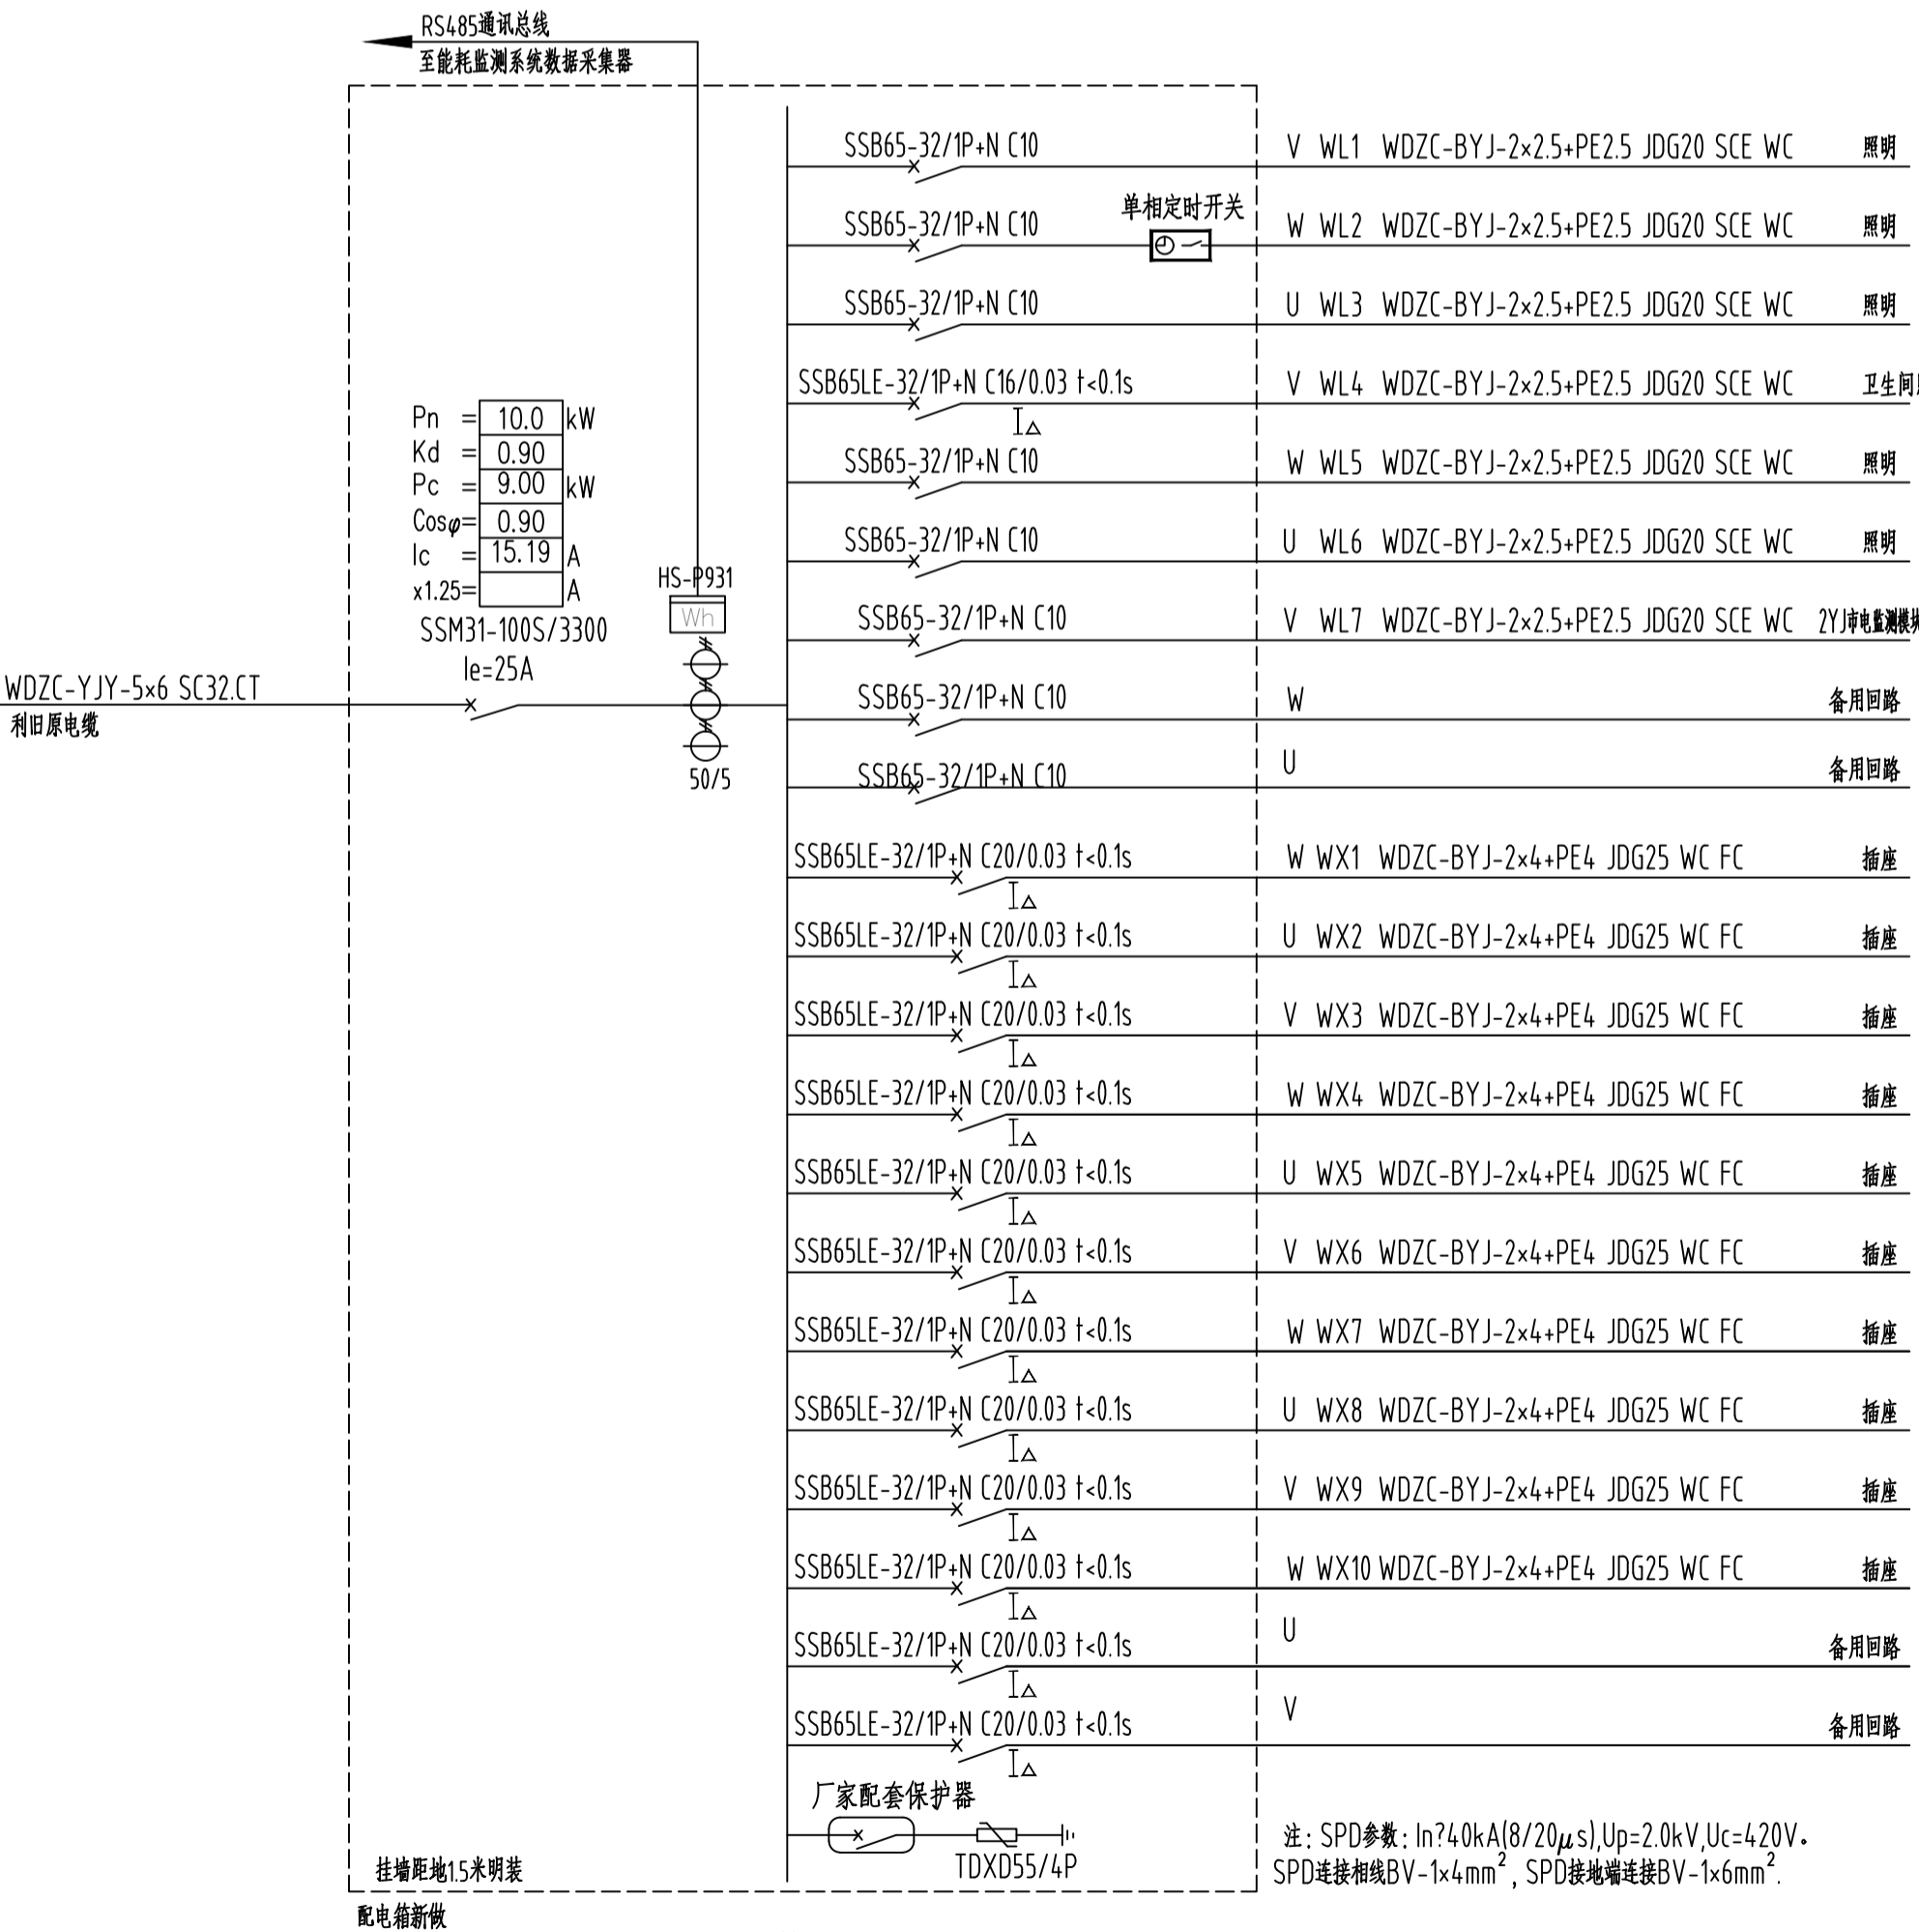 RS485通讯总线
至能耗监测系统数据采集器
Pn = 10.0 kW
Kd = 0.90
Pc = 9.00 kW
Cosφ= 0.90
Ic = 15.19 A
x1.25= A
SSM31-100S/3300
Ie=25A
WDZC-YJY-5×6 SC32.CT
利旧原电缆
HS-P931
Wh
50/5
SSB65-32/1P+N C10 V WL1 WDZC-BYJ-2×2.5+PE2.5 JDG20 SCE WC 照明
单相定时开关
SSB65-32/1P+N C10 W WL2 WDZC-BYJ-2×2.5+PE2.5 JDG20 SCE WC 照明
SSB65-32/1P+N C10 U WL3 WDZC-BYJ-2×2.5+PE2.5 JDG20 SCE WC 照明
SSB65LE-32/1P+N C16/0.03 t<0.1s V WL4 WDZC-BYJ-2×2.5+PE2.5 JDG20 SCE WC 卫生间
I△
SSB65-32/1P+N C10 W WL5 WDZC-BYJ-2×2.5+PE2.5 JDG20 SCE WC 照明
SSB65-32/1P+N C10 U WL6 WDZC-BYJ-2×2.5+PE2.5 JDG20 SCE WC 照明
SSB65-32/1P+N C10 V WL7 WDZC-BYJ-2×2.5+PE2.5 JDG20 SCE WC 2YJ市电监测模块
SSB65-32/1P+N C10 W 备用回路
SSB65-32/1P+N C10 U 备用回路
SSB65LE-32/1P+N C20/0.03 t<0.1s W WX1 WDZC-BYJ-2×4+PE4 JDG25 WC FC 插座
I△
SSB65LE-32/1P+N C20/0.03 t<0.1s U WX2 WDZC-BYJ-2×4+PE4 JDG25 WC FC 插座
I△
SSB65LE-32/1P+N C20/0.03 t<0.1s V WX3 WDZC-BYJ-2×4+PE4 JDG25 WC FC 插座
I△
SSB65LE-32/1P+N C20/0.03 t<0.1s W WX4 WDZC-BYJ-2×4+PE4 JDG25 WC FC 插座
I△
SSB65LE-32/1P+N C20/0.03 t<0.1s U WX5 WDZC-BYJ-2×4+PE4 JDG25 WC FC 插座
I△
SSB65LE-32/1P+N C20/0.03 t<0.1s V WX6 WDZC-BYJ-2×4+PE4 JDG25 WC FC 插座
I△
SSB65LE-32/1P+N C20/0.03 t<0.1s W WX7 WDZC-BYJ-2×4+PE4 JDG25 WC FC 插座
I△
SSB65LE-32/1P+N C20/0.03 t<0.1s U WX8 WDZC-BYJ-2×4+PE4 JDG25 WC FC 插座
I△
SSB65LE-32/1P+N C20/0.03 t<0.1s V WX9 WDZC-BYJ-2×4+PE4 JDG25 WC FC 插座
I△
SSB65LE-32/1P+N C20/0.03 t<0.1s W WX10 WDZC-BYJ-2×4+PE4 JDG25 WC FC 插座
I△
SSB65LE-32/1P+N C20/0.03 t<0.1s U 备用回路
I△
SSB65LE-32/1P+N C20/0.03 t<0.1s V 备用回路
I△
厂家配套保护器
TDXD55/4P
注: SPD参数: In?40kA(8/20μs),Up=2.0kV,Uc=420V。
SPD连接相线BV-1×4mm², SPD接地端连接BV-1×6mm².
挂墙距地1.5米明装
配电箱新做